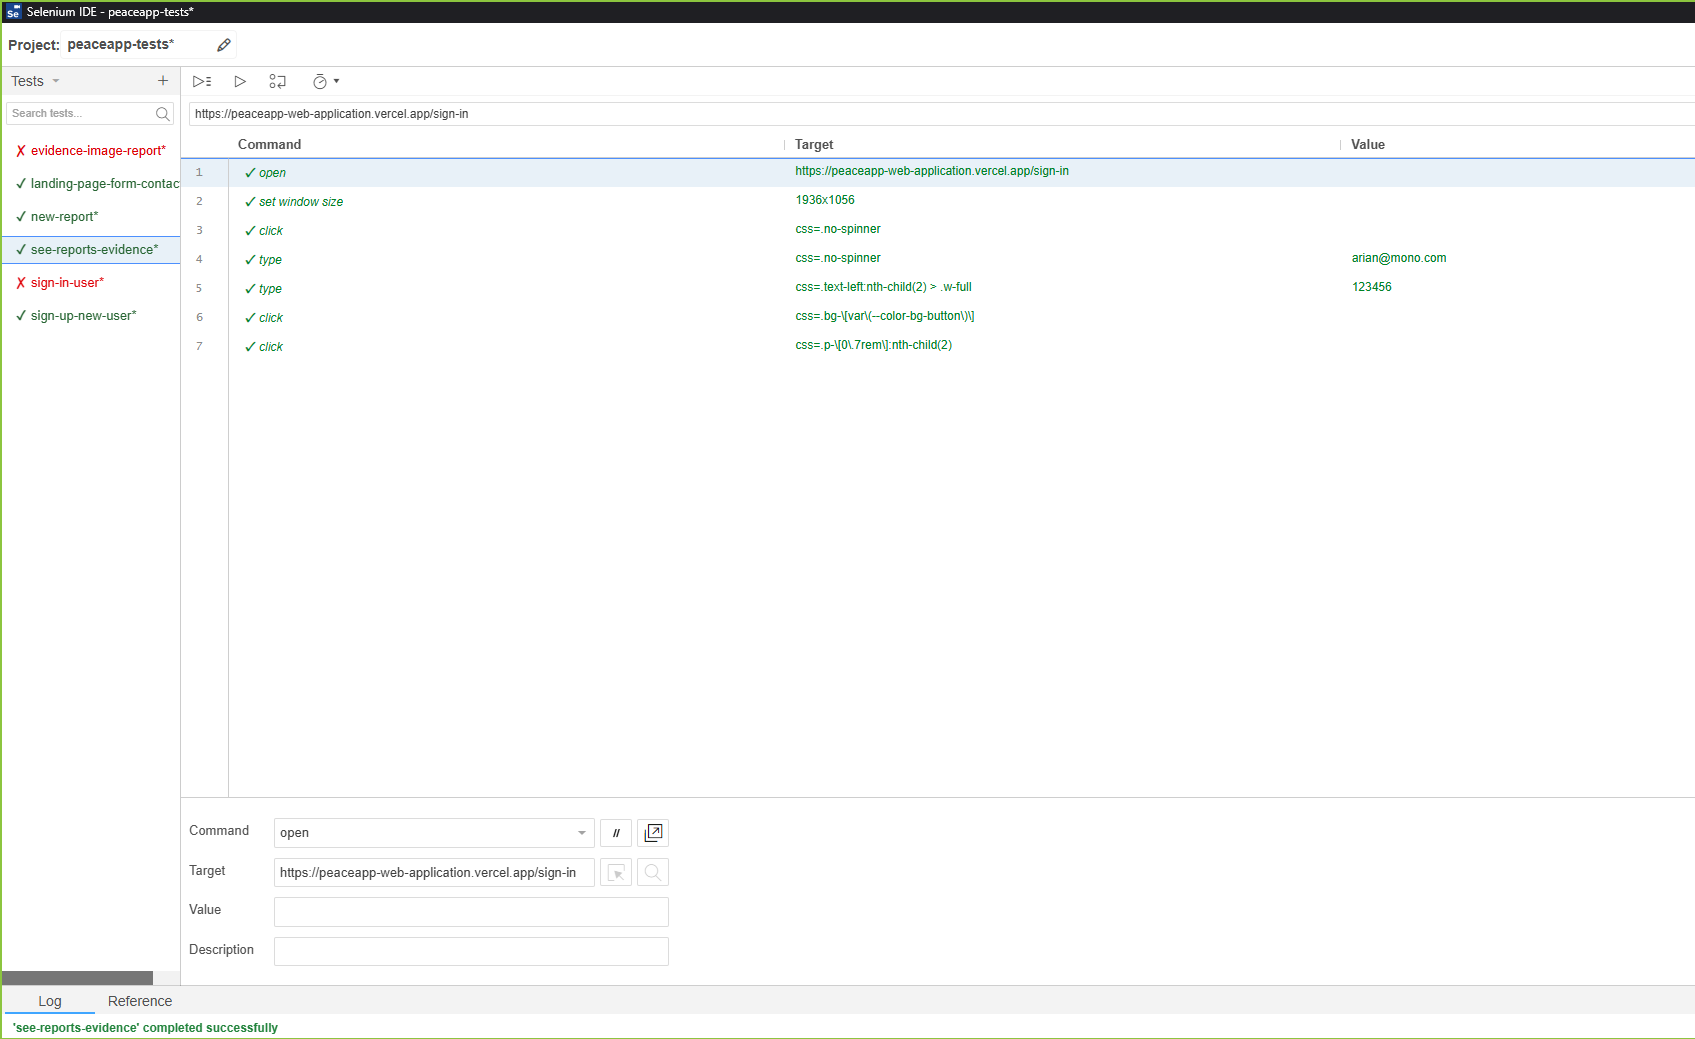 Se Selenium IDE - peaceapp-tests*
Project: peaceapp-tests*
Tests
Search tests...
evidence-image-report*
landing-page-form-contac
new-report*
see-reports-evidence*
sign-in-user*
sign-up-new-user*
https://peaceapp-web-application.vercel.app/sign-in
Command Target Value
1 open https://peaceapp-web-application.vercel.app/sign-in
2 set window size 1936x1056
3 click css=.no-spinner
4 type css=.no-spinner arian@mono.com
5 type css=.text-left:nth-child(2) > .w-full 123456
6 click css=.bg-\[var\(--color-bg-button\)\]
7 click css=.p-\[0\.7rem\]:nth-child(2)
Command open //
Target https://peaceapp-web-application.vercel.app/sign-in
Value
Description
Log Reference
'see-reports-evidence' completed successfully